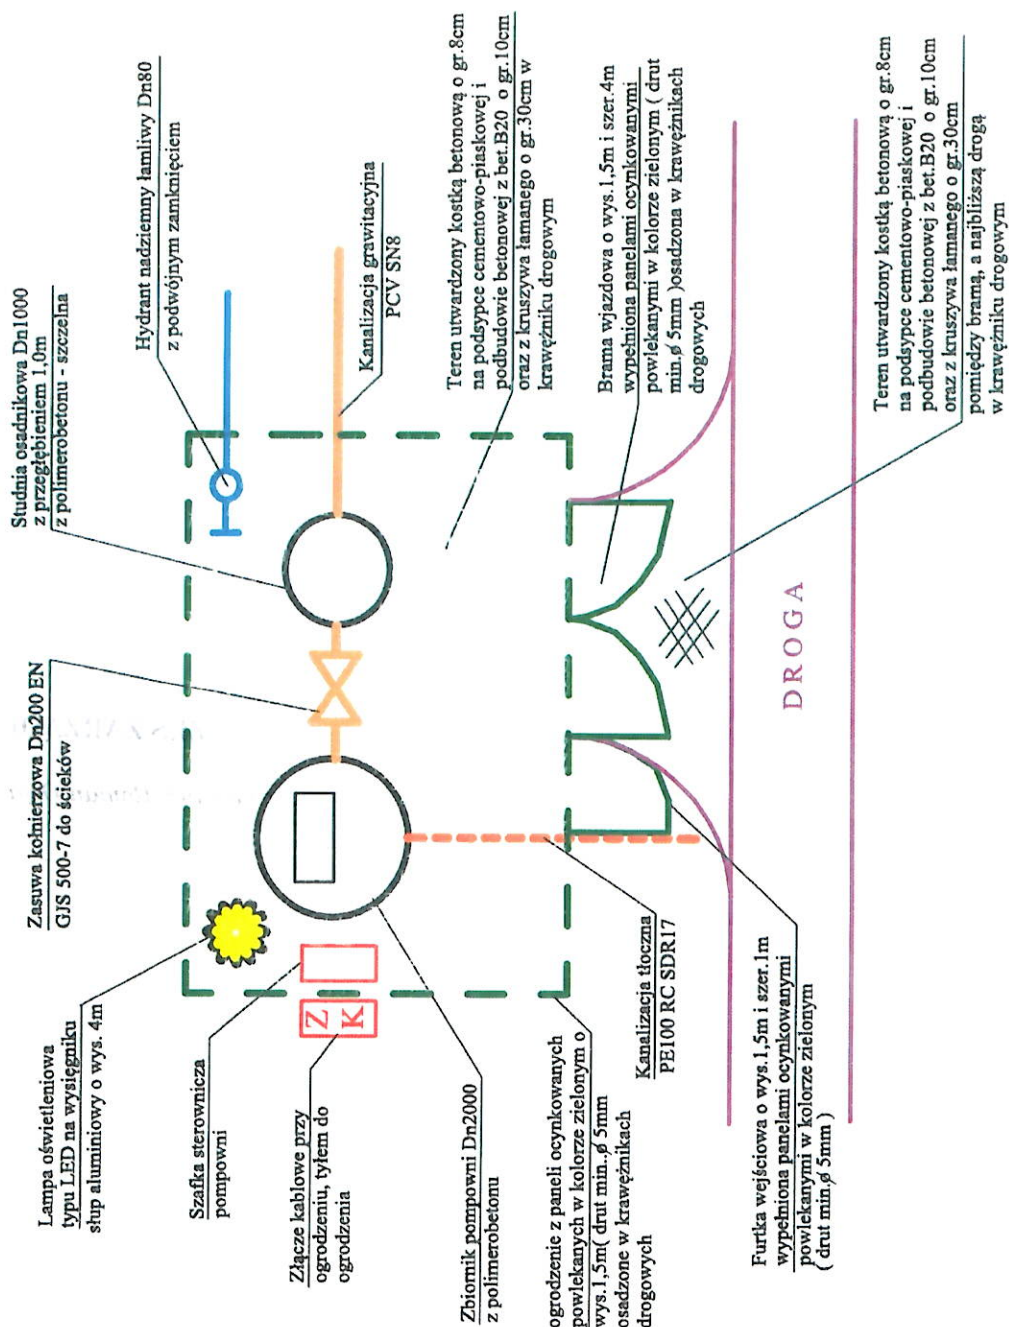 Lampa oświetleniowa
typu LED na wysięgniku
słup aluminiowy o wys. 4m
Zasuwa kołnierzowa Dn200 EN
GJS 500-7 do ścieków
Studnia osadnikowa Dn1000
z przegłębieniem 1,0m
z polimerobetonu - szczelna
Hydrant nadziemny łamliwy Dn80
z podwójnym zamknięciem
Szafka sterownicza
pompowni
Złącze kablowe przy
ogrodzeniu, tyłem do
ogrodzenia
Z
K
Kanalizacja grawitacyjna
PCV SN8
Zbiornik pompowni Dn2000
z polimerobetonu
Teren utwardzony kostką betonową o gr.8cm
na podsypce cementowo-piaskowej i
podbudowie betonowej z bet.B20 o gr.10cm
oraz z kruszywa łamanego o gr.30cm w
krawężniku drogowym
ogrodzenie z paneli ocynkowanych
powlekanych w kolorze zielonym o
wys.1,5m( drut min..ø 5mm
osadzone w krawężnikach
drogowych
Kanalizacja tłoczna
PE100 RC SDR17
Brama wjazdowa o wys.1,5m i szer.4m
wypełniona panelami ocynkowanymi
powlekanymi w kolorze zielonym ( drut
min.ø 5mm )osadzona w krawężnikach
drogowych
Furtka wejściowa o wys.1,5m i szer.1m
wypełniona panelami ocynkowanymi
powlekanymi w kolorze zielonym
( drut min.ø 5mm )
DROGA
Teren utwardzony kostką betonową o gr.8cm
na podsypce cementowo-piaskowej i
podbudowie betonowej z bet.B20 o gr.10cm
oraz z kruszywa łamanego o gr.30cm
pomiędzy bramą, a najbliższą drogą
w krawężniku drogowym